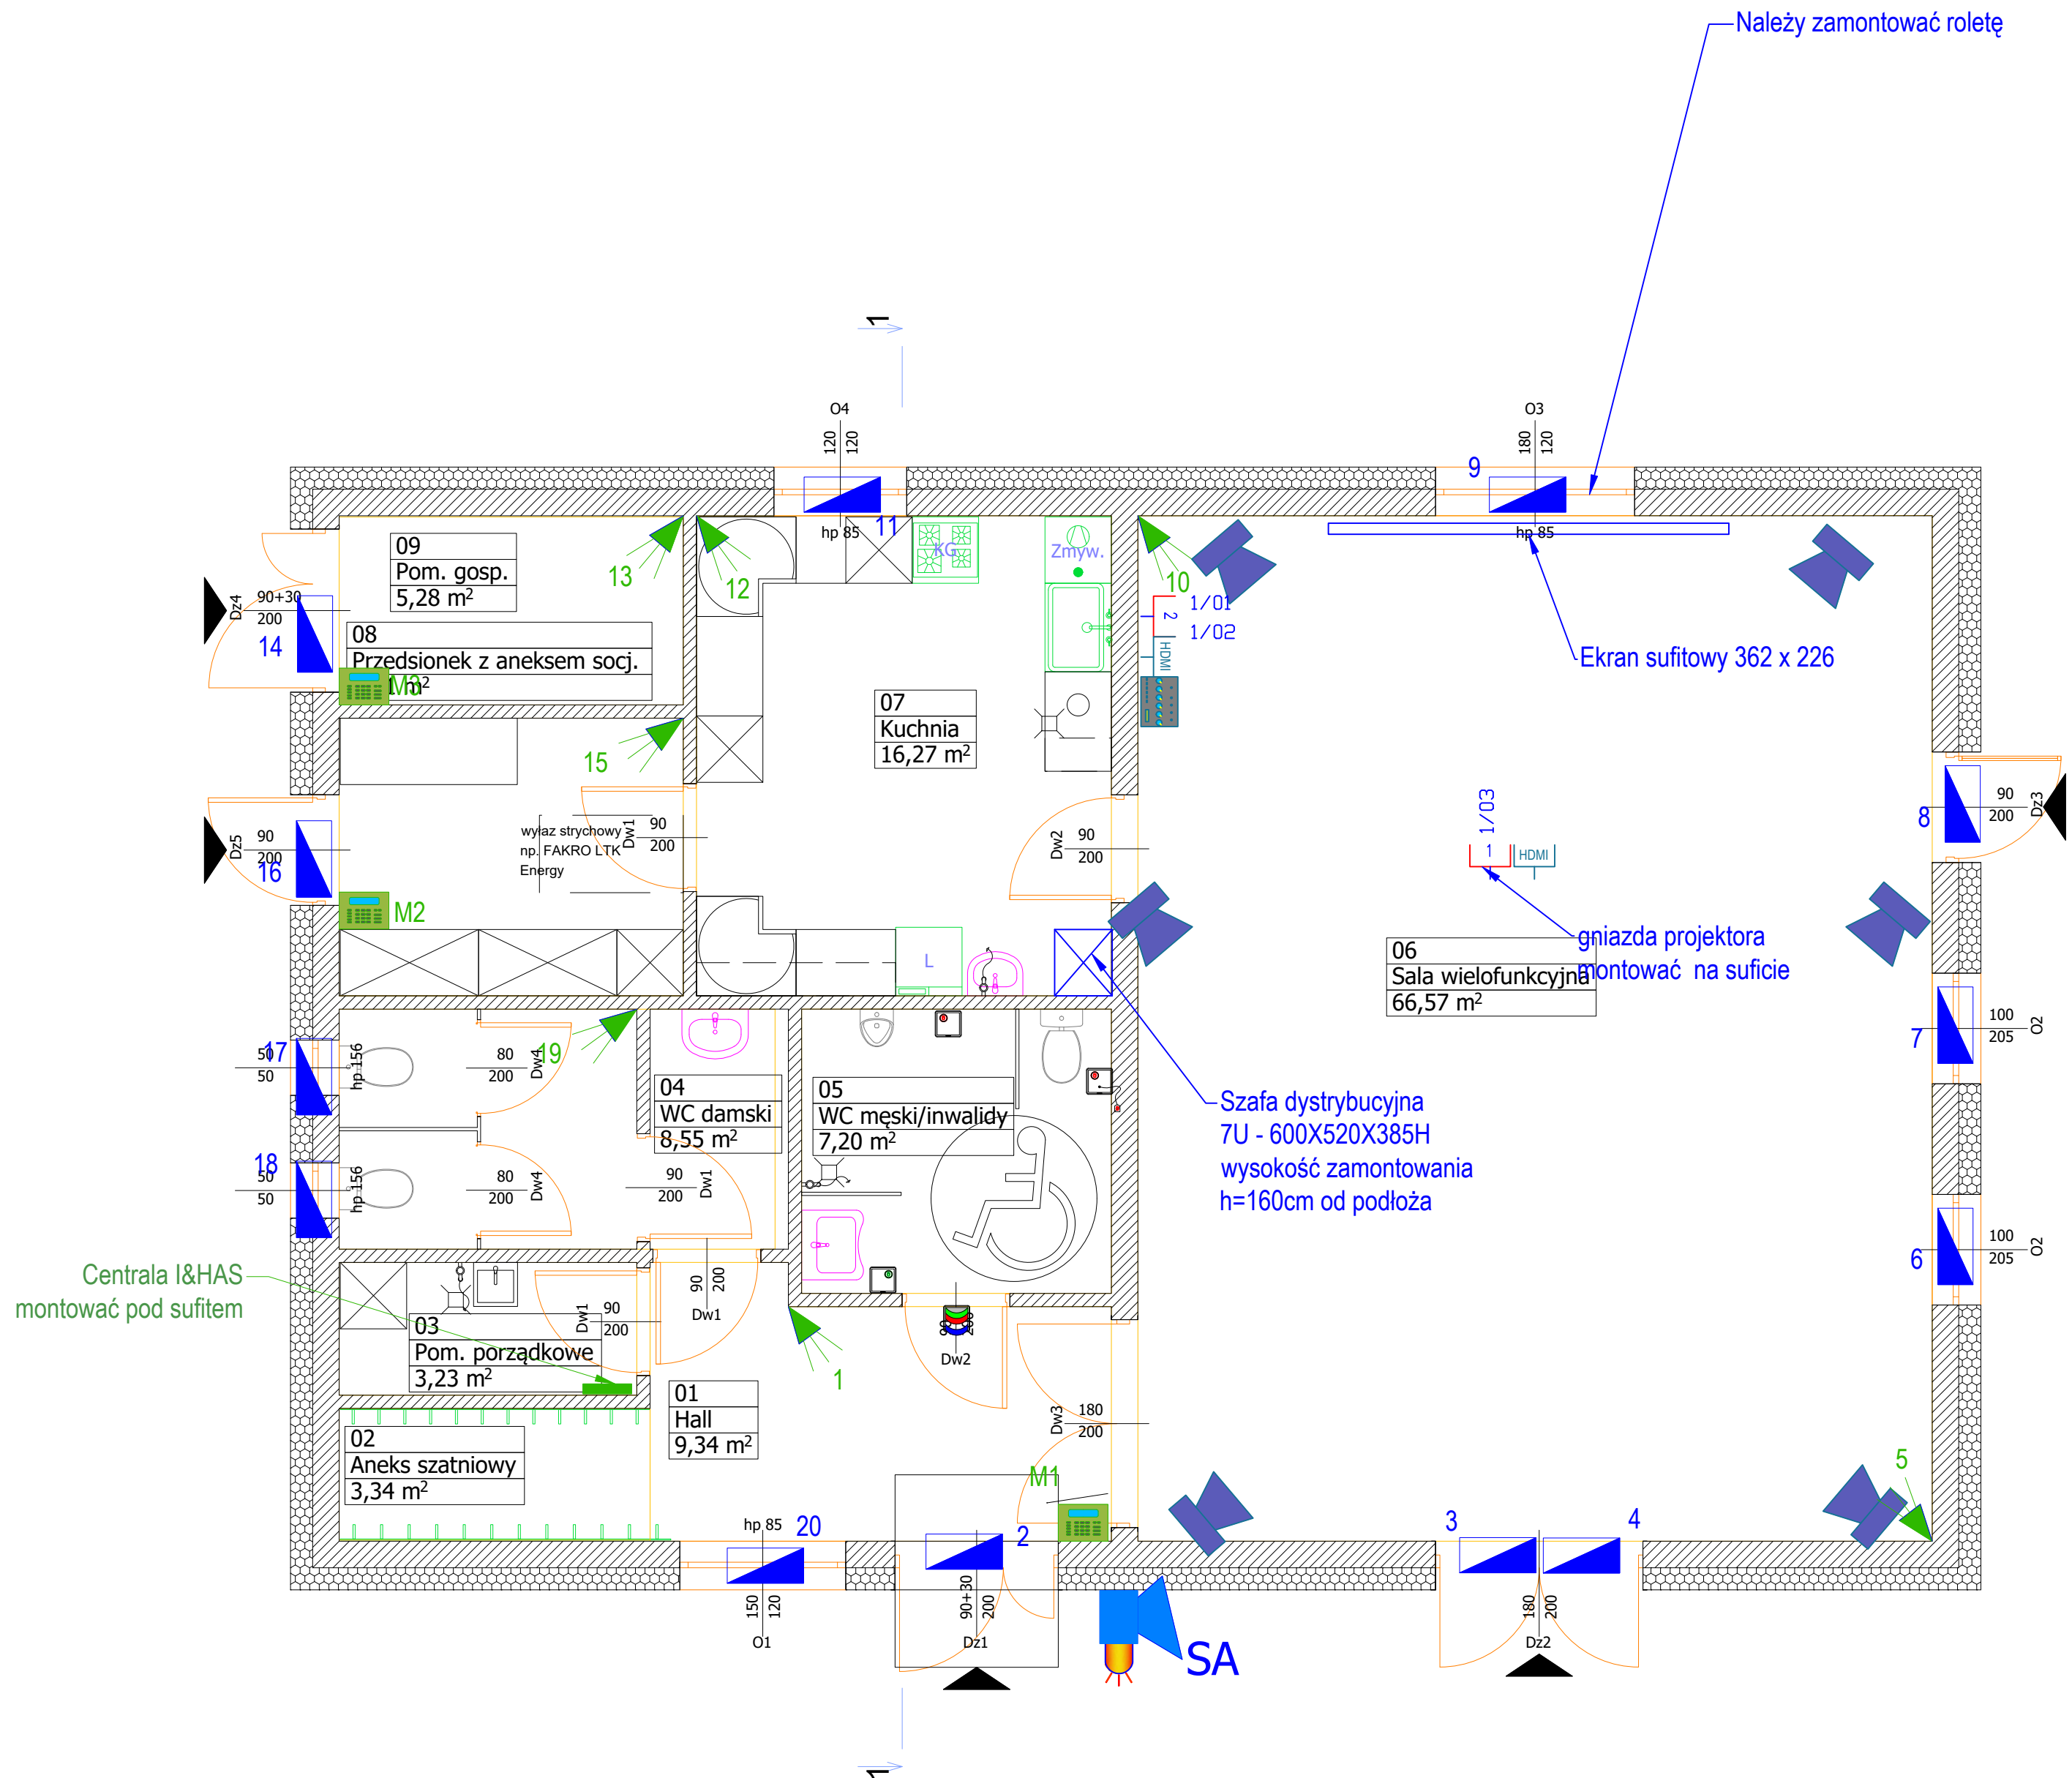 Należy zamontować roletę
1
O4
120
120
O3
180
120
9
11
hp 85
hp 85
09
Pom. gosp.
5,28 m²
13
12
KG
Zmyw.
10
Dz4
90+30
200
14
08
Przedsionek z aneksem socj.
m²
M3
1/01
2
1/02
HDMI
Ekran sufitowy 362 x 226
07
Kuchnia
16,27 m²
15
wyłaz strychowy
np. FAKRO LTK
Energy
Dw1
90
200
Dw2
90
200
1/03
1
HDMI
8
90
200
Dz3
Dz5
90
200
16
M2
L
gniazda projektora
montować na suficie
06
Sala wielofunkcyjna
66,57 m²
17
50
50
hp 156
80
200
Dw4
19
04
WC damski
8,55 m²
05
WC męski/inwalidy
7,20 m²
7
100
205
O2
Szafa dystrybucyjna
7U - 600X520X385H
wysokość zamontowania
h=160cm od podłoża
18
50
50
hp 156
80
200
Dw4
90
200
Dw1
6
100
205
O2
Centrala I&HAS
montować pod sufitem
90
200
Dw1
03
Pom. porządkowe
3,23 m²
Dw1
90
200
90
200
Dw2
1
01
Hall
9,34 m²
Dw3
180
200
02
Aneks szatniowy
3,34 m²
M1
5
hp 85
20
2
3
4
150
120
O1
90+30
200
Dz1
SA
180
200
Dz2
1